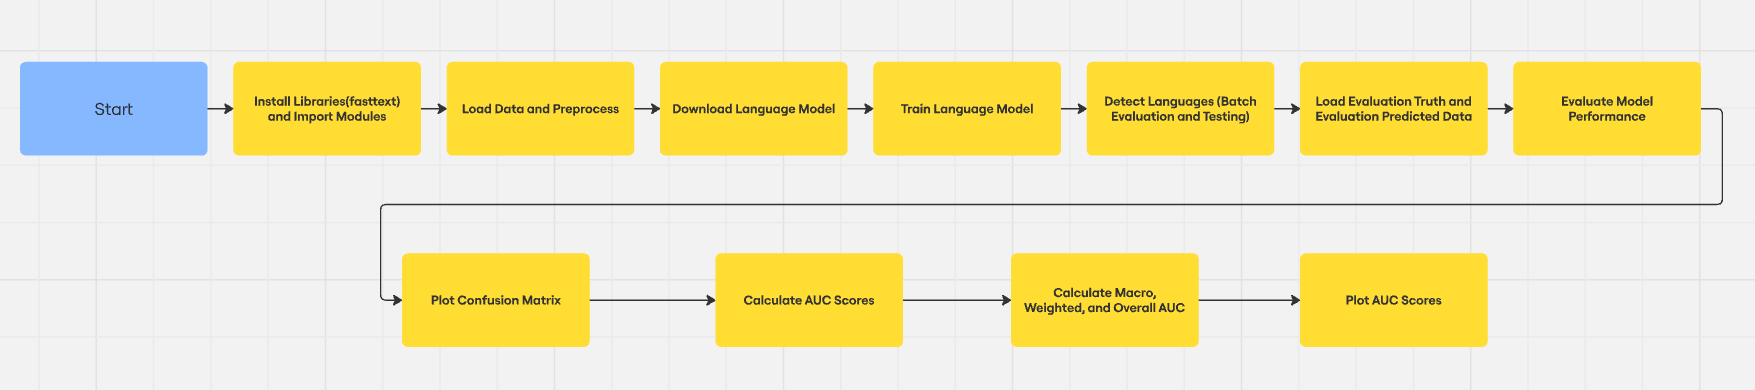 Start
Install Libraries(fasttext)
and Import Modules
Load Data and Preprocess
Download Language Model
Train Language Model
Detect Languages (Batch
Evaluation and Testing)
Load Evaluation Truth and
Evaluation Predicted Data
Evaluate Model
Performance
Plot Confusion Matrix
Calculate AUC Scores
Calculate Macro,
Weighted, and Overall AUC
Plot AUC Scores